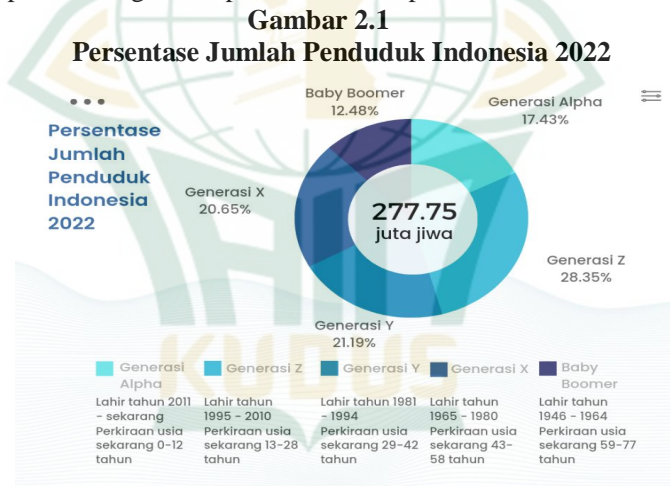 Gambar 2.1
Persentase Jumlah Penduduk Indonesia 2022
Persentase
Jumlah
Penduduk
Indonesia
2022
Baby Boomer
12.48%
Generasi Alpha
17.43%
Generasi X
20.65%
277.75
juta jiwa
Generasi Z
28.35%
Generasi Y
21.19%
KUDUS
Generasi
Alpha
Lahir tahun 2011
- sekarang
Perkiraan usia
sekarang 0-12
tahun
Generasi Z
Lahir tahun
1995 - 2010
Perkiraan usia
sekarang 13-28
tahun
Generasi Y
Lahir tahun 1981
- 1994
Perkiraan usia
sekarang 29-42
tahun
Generasi X
Lahir tahun
1965 - 1980
Perkiraan usia
sekarang 43-
58 tahun
Baby
Boomer
Lahir tahun
1946 - 1964
Perkiraan usia
sekarang 59-77
tahun